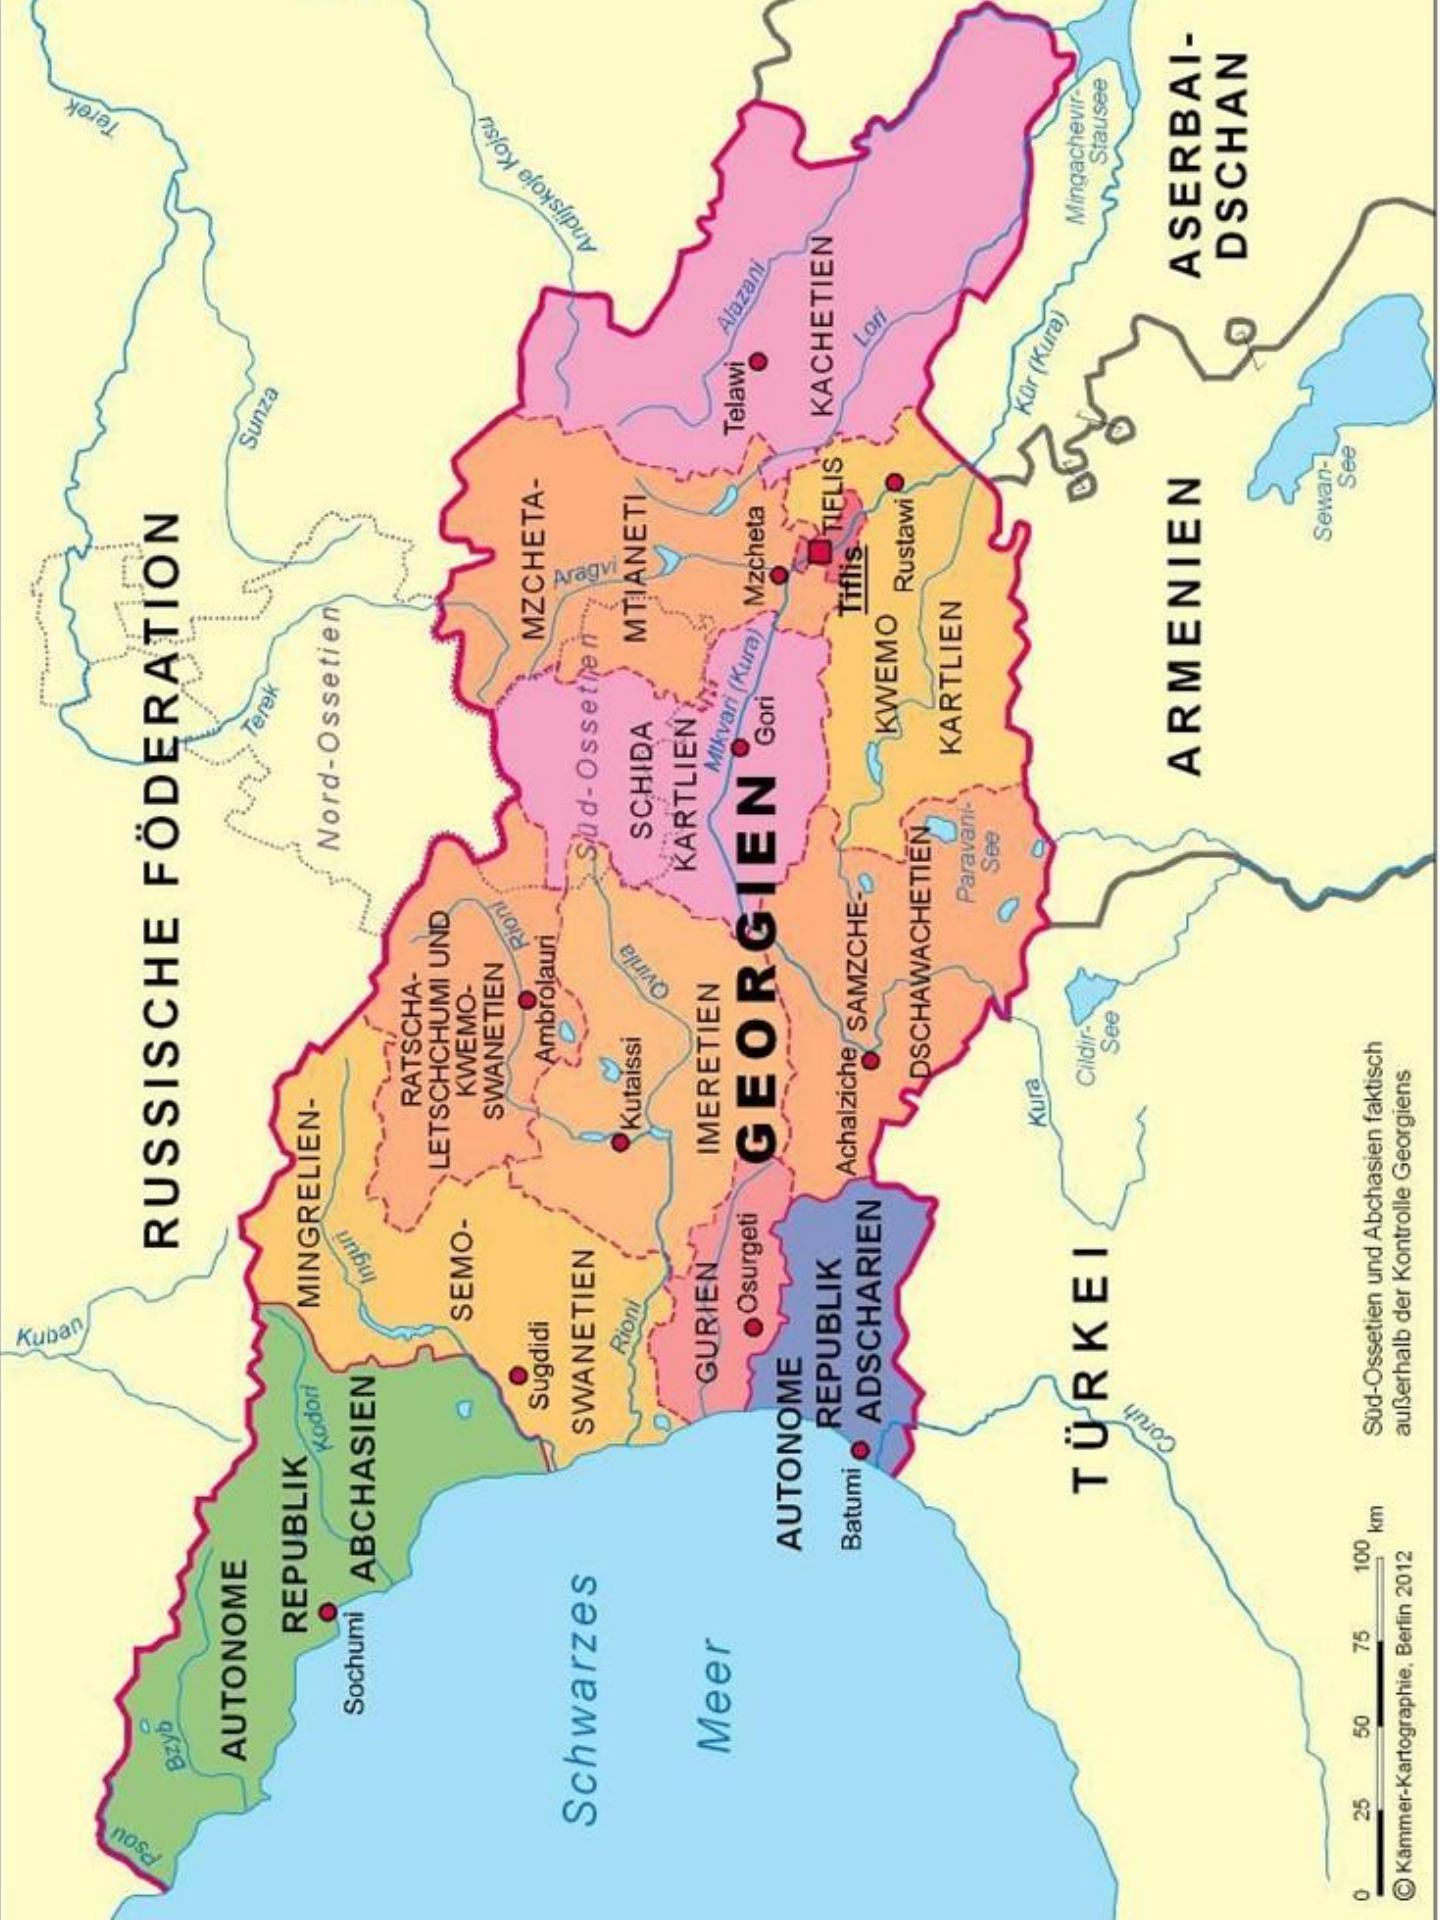 Kuban
Terek
RUSSISCHE FÖDERATION
Sunza
Andijskoje Kojsu
Terek
Nord-Ossetien
Psou
Bzyb
AUTONOME
REPUBLIK
ABCHASIEN
Kodori
Sochumi
MINGRELIEN-
SEMO-
SWANETIEN
Inguri
Sugdidi
Rioni
RATSCHA-
LETSCHCHUMI UND
KWEMO-
SWANETIEN
Rioni
Ambrolauri
Kutaissi
Qvirila
IMERETIEN
GEORGIEN
GURIEN
Osurgeti
AUTONOME
REPUBLIK
ADSCHARIEN
Batumi
Süd-Ossetien
SCHIDA
KARTLIEN
Mtkvari (Kura)
Gori
MZCHETA-
MTIANETI
Aragvi
Mzcheta
TIFLIS
Tiflis
Rustawi
KWEMO
KARTLIEN
SAMZCHE-
DSCHAWACHETIEN
Achalziche
Paravani-
See
KACHETIEN
Telawi
Alazani
Lori
Schwarzes
Meer
TÜRKEI
Coruh
Kura
Cildir-
See
ARMENIEN
Sewan-
See
Kür (Kura)
Mingachevir-
Stausee
ASERBAI-
DSCHAN
0 25 50 75 100 km
© Kämmer-Kartographie, Berlin 2012
Süd-Ossetien und Abchasien faktisch
außerhalb der Kontrolle Georgiens